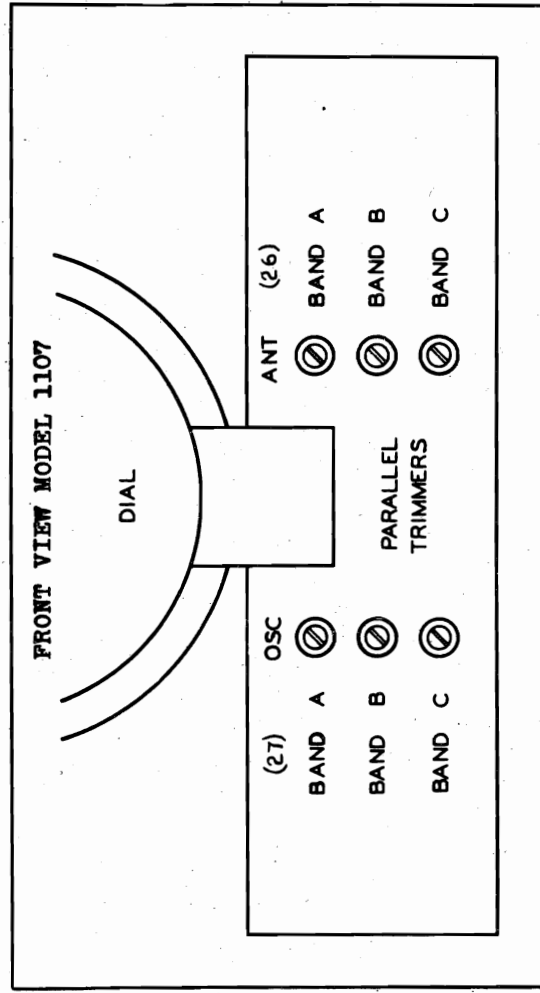 FRONT VIEW MODEL 1107
DIAL
(27) OSC ANT (26)
BAND A BAND A
BAND B BAND B
BAND C BAND C
PARALLEL
TRIMMERS